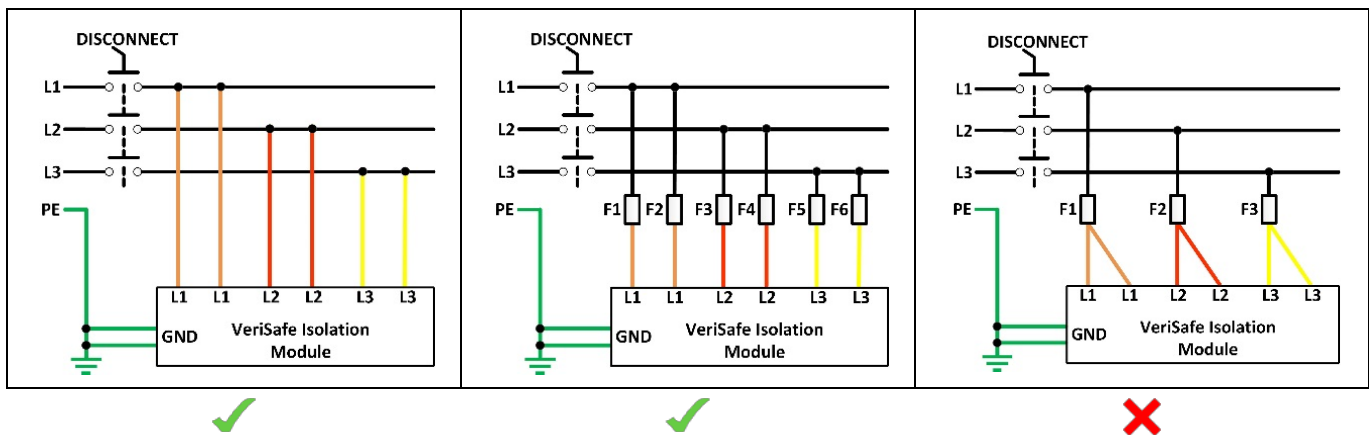 DISCONNECT
L1
L2
L3
PE
L1 L1 L2 L2 L3 L3
GND
VeriSafe Isolation
Module
DISCONNECT
L1
L2
L3
PE
F1 F2 F3 F4 F5 F6
L1 L1 L2 L2 L3 L3
GND
VeriSafe Isolation
Module
DISCONNECT
L1
L2
L3
PE
F1 F2 F3
L1 L1 L2 L2 L3 L3
GND
VeriSafe Isolation
Module